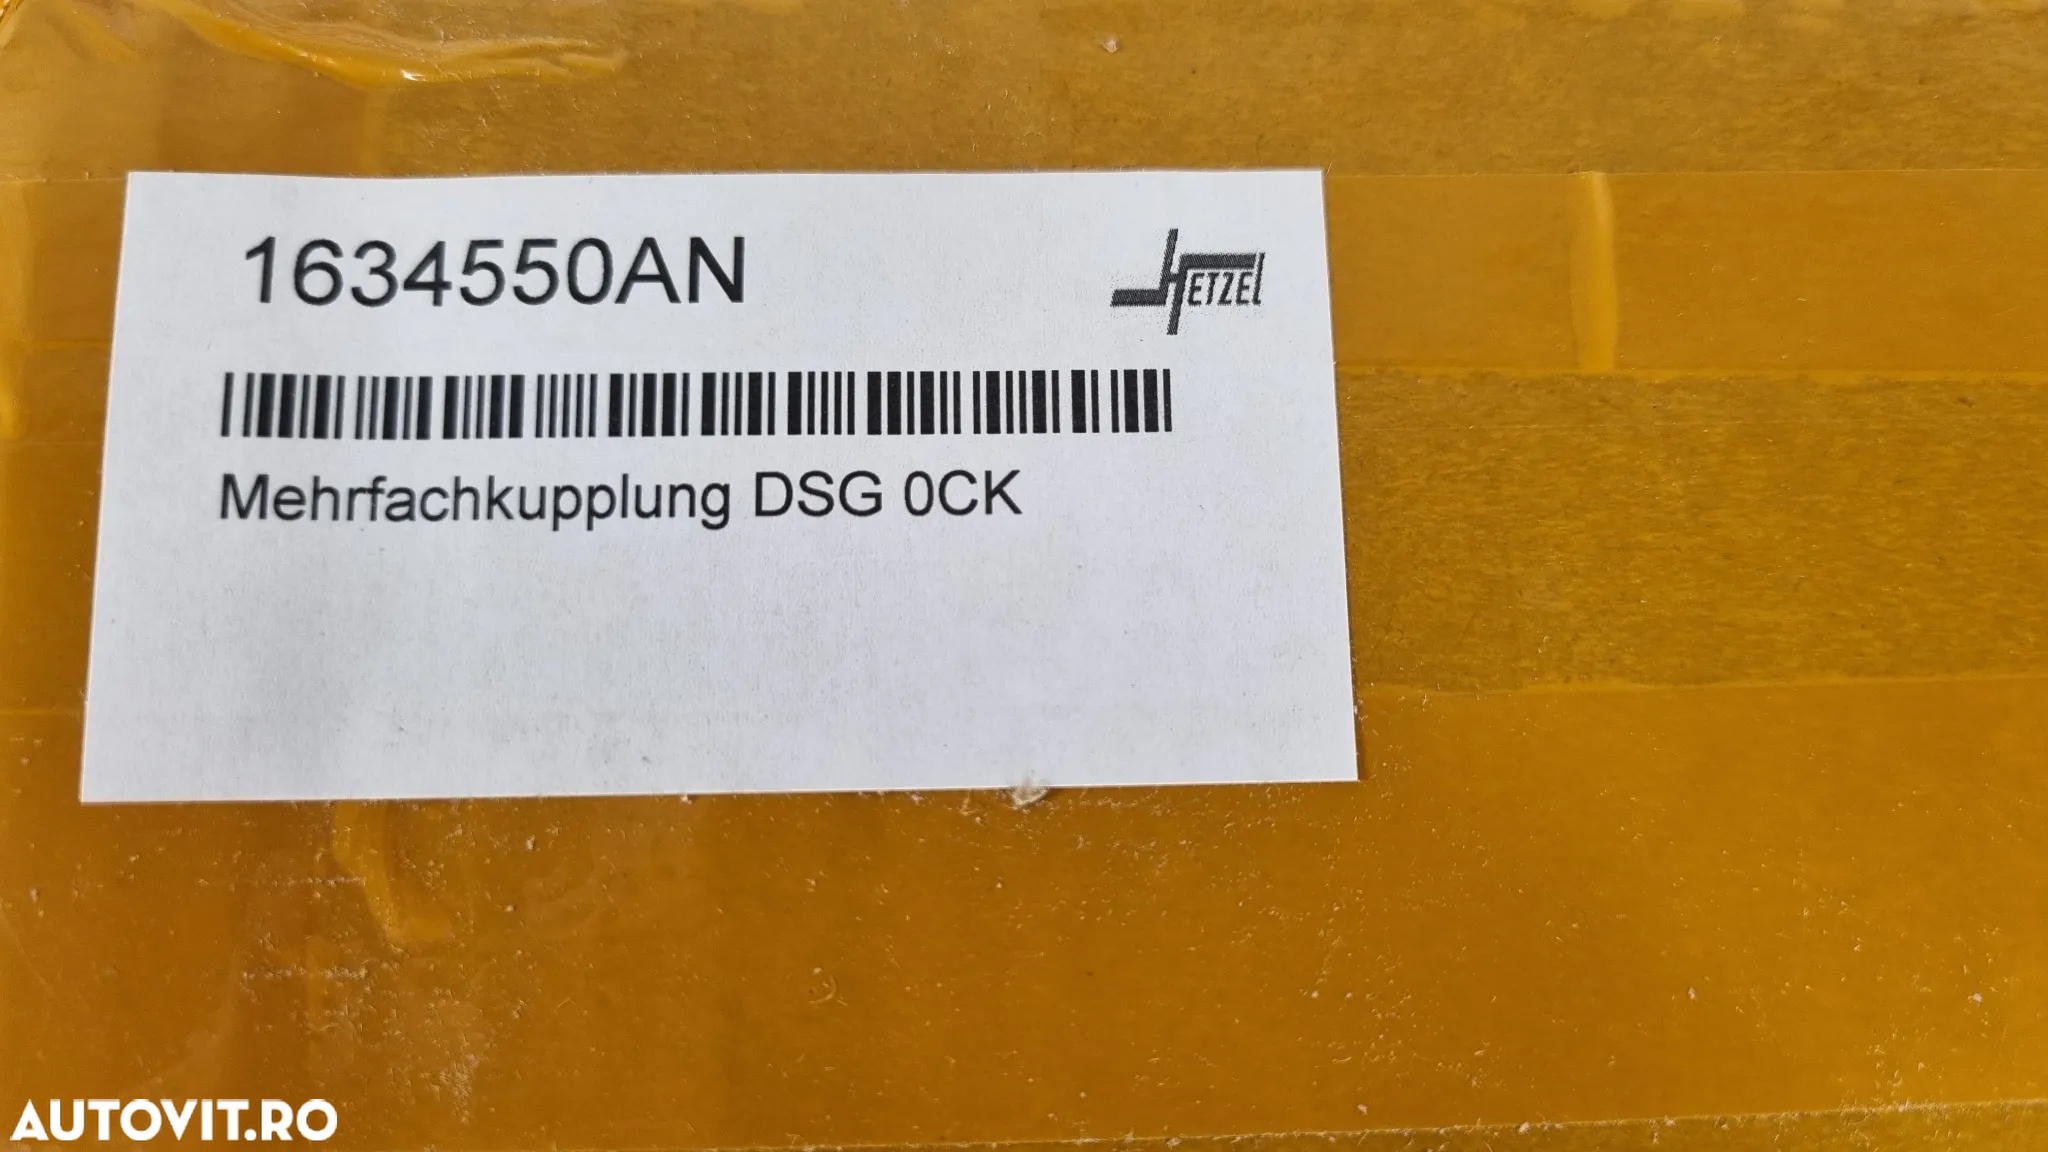 1634550AN
HETZEL
Mehrfachkupplung DSG 0CK
AUTOVIT.RO